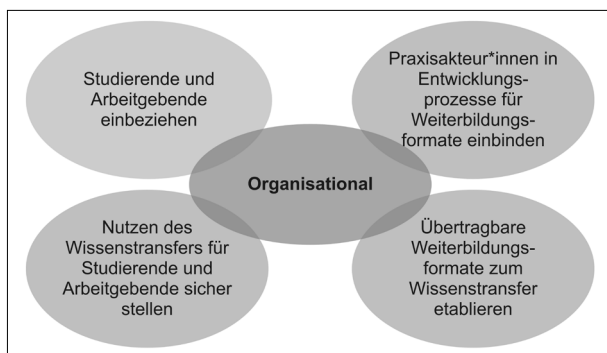 Studierende und
Arbeitgebende
einbeziehen
Praxisakteur*innen in
Entwicklungs-
prozesse für
Weiterbildungs-
formate einbinden
Organisational
Nutzen des
Wissenstransfers für
Studierende und
Arbeitgebende sicher
stellen
Übertragbare
Weiterbildungs-
formate zum
Wissenstransfer
etablieren